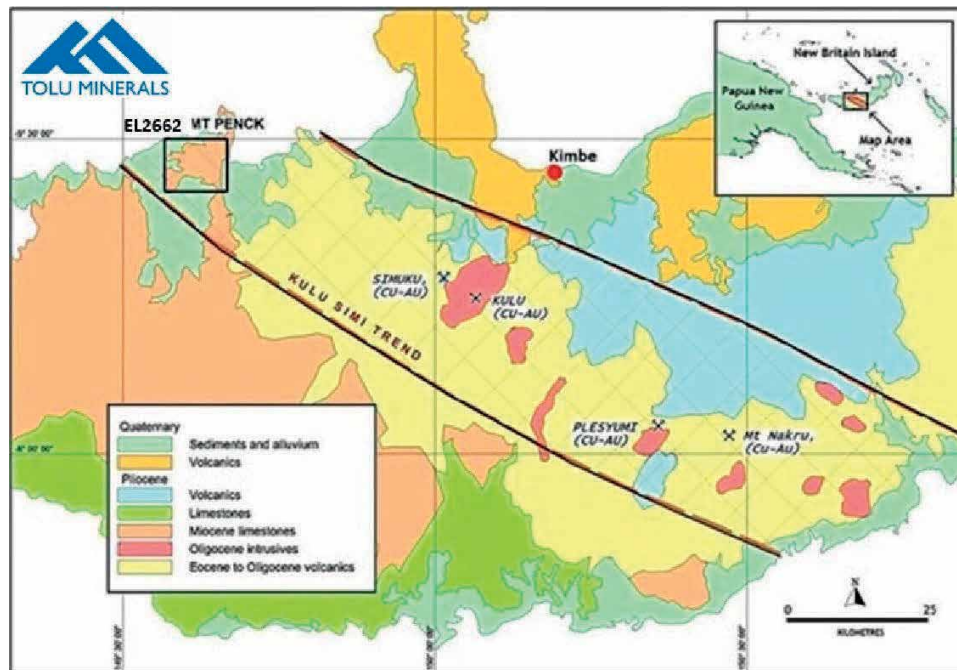 TOLU MINERALS
New Britain Island
Papua New
Guinea
Map Area
EL2662 MT PENCK
Kimbe
SIMUKU,
(CU-AU)
KULU
(CU-AU)
KULU SIMI TREND
PLESYUMI
(CU-AU)
Mt Nakru,
(Cu-Au)
Quaternary
Sediments and alluvium
Volcanics
Pliocene
Volcanics
Limestones
Miocene limestones
Oligocene intrusives
Eocene to Oligocene volcanics
N
0 25
KILOMETRES